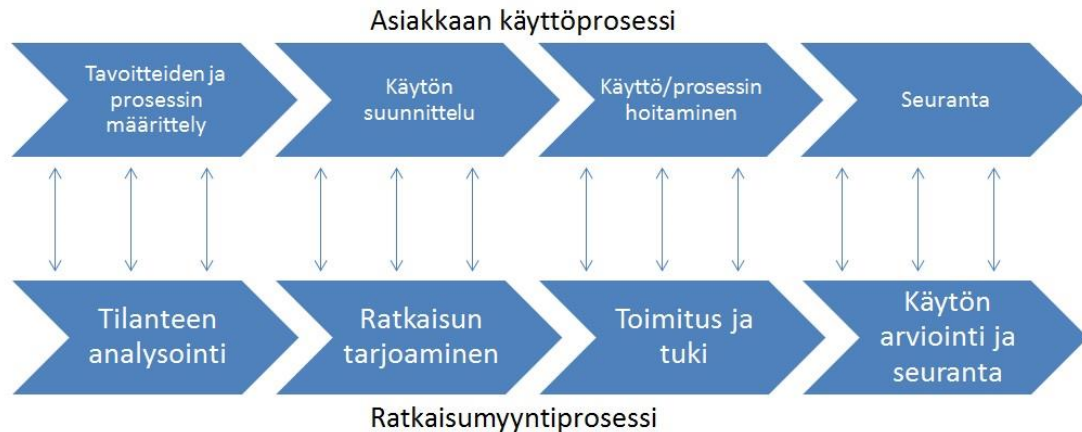 Asiakkaan käyttöprosessi
Tavoitteiden ja
prosessin
määrittely
Käytön
suunnittelu
Käyttö/prosessin
hoitaminen
Seuranta
Tilanteen
analysointi
Ratkaisun
tarjoaminen
Toimitus ja
tuki
Käytön
arviointi ja
seuranta
Ratkaisumyyntiprosessi